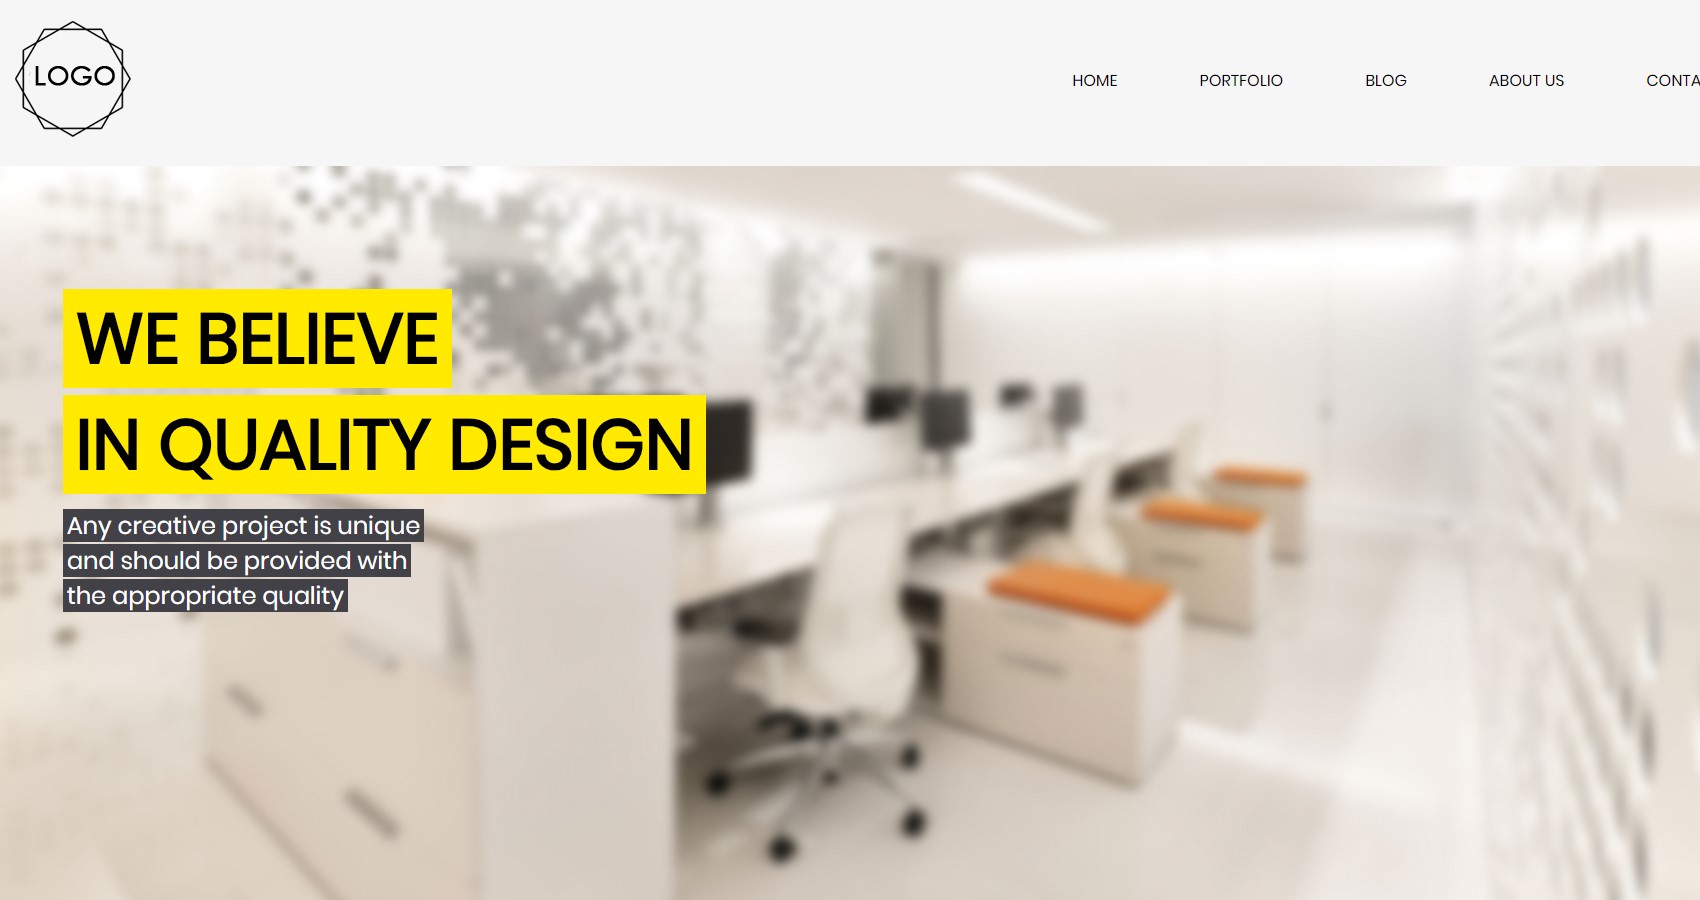 LOGO
HOME PORTFOLIO BLOG ABOUT US CONTA
WE BELIEVE
IN QUALITY DESIGN
Any creative project is unique
and should be provided with
the appropriate quality